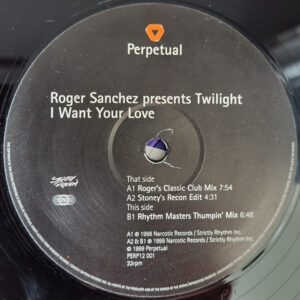 Perpetual
Roger Sanchez presents Twilight
I Want Your Love
That side
A1 Roger's Classic Club Mix 7:54
A2 Stoney's Recon Edit 4:31
This side
B1 Rhythm Masters Thumpin' Mix 6:48
Strictly Rhythm
A1 ℗ 1998 Narcotic Records / Strictly Rhythm Inc.
A2 & B1 ℗ 1999 Narcotic Records / Strictly Rhythm Inc.
© 1999 Perpetual
PERP12 001
33rpm